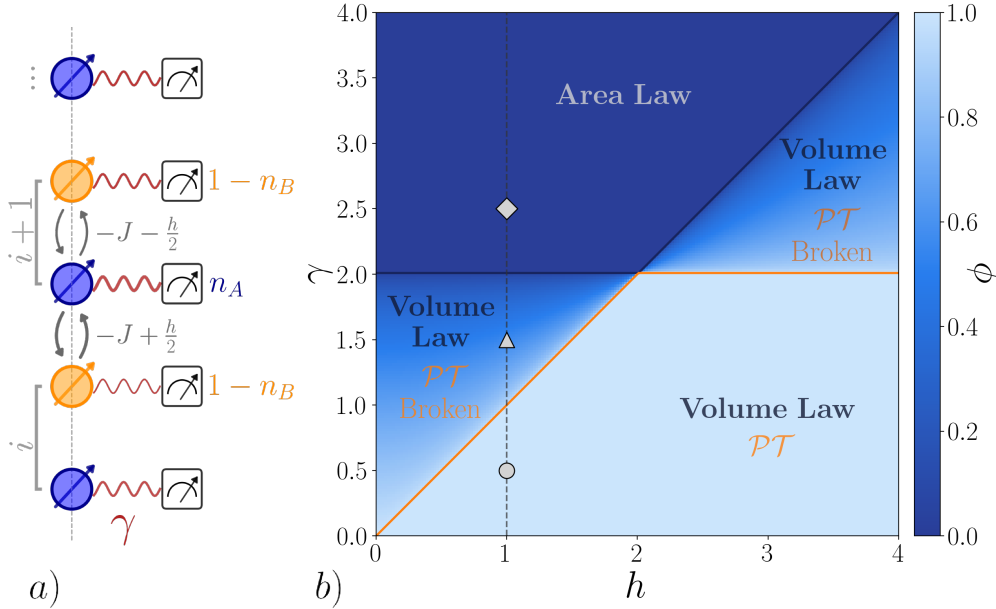 ...
i + 1
1 − n_B
−J − h/2
n_A
−J + h/2
1 − n_B
i
γ
a)
4.0
3.5
3.0
2.5
2.0
1.5
1.0
0.5
0.0
γ
Area Law
Volume
Law
𝒫𝒯
Broken
Volume
Law
𝒫𝒯
Broken
Volume Law
𝒫𝒯
0
1
2
3
4
h
b)
1.0
0.8
0.6
0.4
0.2
0.0
ϕ